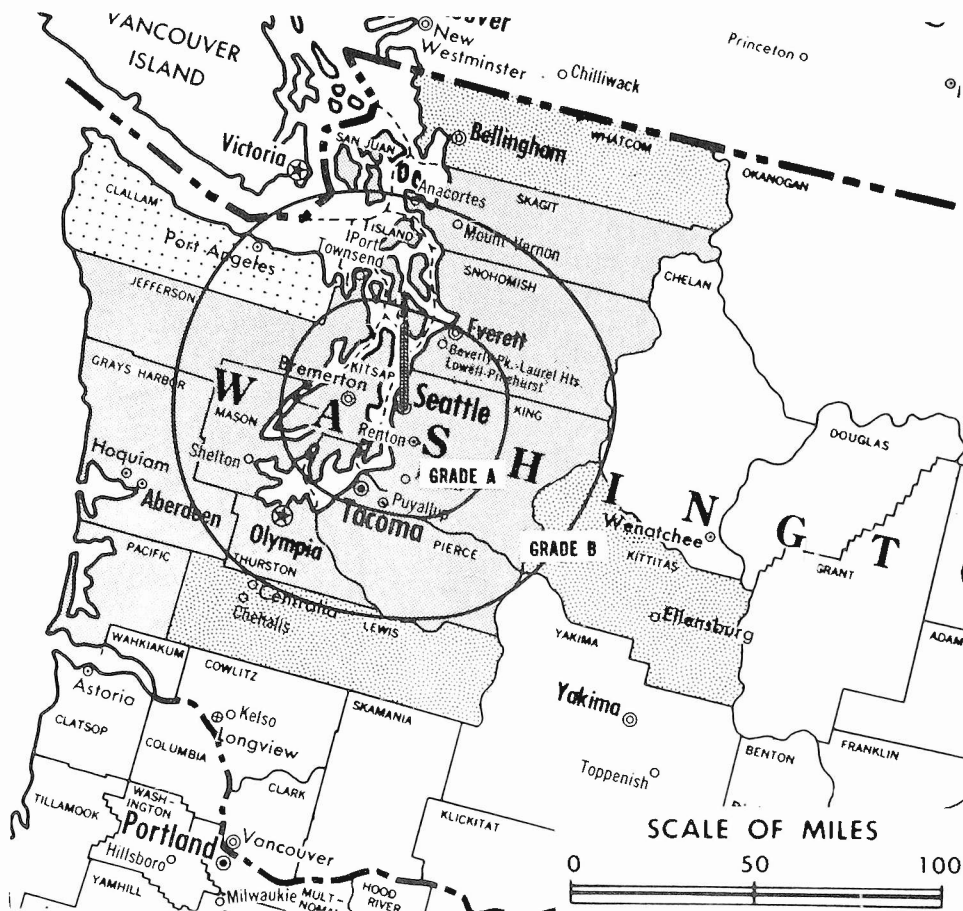 VANCOUVER
ISLAND
New
Westminster
Chilliwack
Princeton
Victoria
SAN JUAN
Bellingham
WHATCOM
OKANOGAN
CLALLAM
Anacortes
SKAGIT
Port Angeles
ISLAND
Port
Townsend
Mount Vernon
SNOHOMISH
CHELAN
JEFFERSON
Everett
Beverly Pk.-Laurel Hts
Lowell-Pinehurst
GRAYS HARBOR
Bremerton
KITSAP
W A S H I N G T
MASON
Seattle
KING
DOUGLAS
Renton
Shelton
Hoquiam
Aberdeen
GRADE A
Puyallup
Tacoma
Wenatchee
Olympia
PIERCE
GRADE B
KITTITAS
GRANT
PACIFIC
THURSTON
Centralia
Chehalis
LEWIS
Ellensburg
WAHKIAKUM
COWLITZ
YAKIMA
ADAM
Astoria
Kelso
Longview
SKAMANIA
Yakima
CLATSOP
COLUMBIA
BENTON
FRANKLIN
CLARK
Toppenish
TILLAMOOK
WASH-
INGTON
KLICKITAT
Portland
Vancouver
Hillsboro
SCALE OF MILES
0 50 100
YAMHILL
Milwaukie
MULT-
NOMAH
HOOD
RIVER